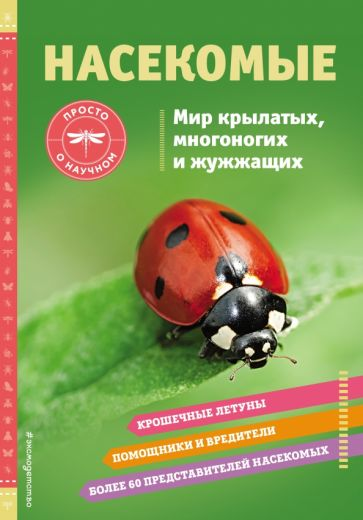 НАСЕКОМЫЕ
ПРОСТО
О НАУЧНОМ
Мир крылатых,
многоногих
и жужжащих
КРОШЕЧНЫЕ ЛЕТУНЫ
ПОМОЩНИКИ И ВРЕДИТЕЛИ
БОЛЕЕ 60 ПРЕДСТАВИТЕЛЕЙ НАСЕКОМЫХ
#эксмодетство